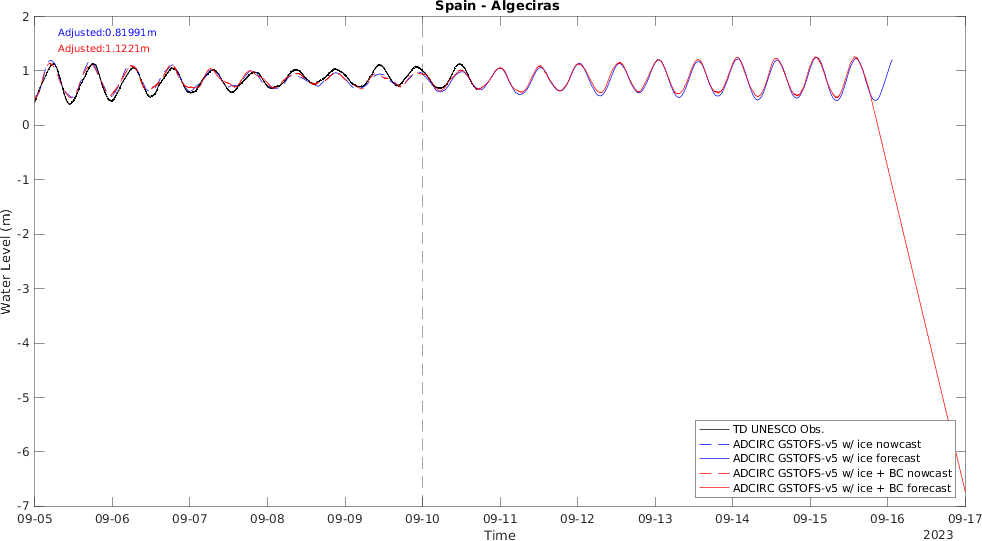 Spain - Algeciras
Adjusted:0.81991m
Adjusted:1.1221m
2
1
0
-1
-2
-3
-4
-5
-6
-7
Water Level (m)
TD UNESCO Obs.
ADCIRC GSTOFS-v5 w/ ice nowcast
ADCIRC GSTOFS-v5 w/ ice forecast
ADCIRC GSTOFS-v5 w/ ice + BC nowcast
ADCIRC GSTOFS-v5 w/ ice + BC forecast
09-05 09-06 09-07 09-08 09-09 09-10 09-11 09-12 09-13 09-14 09-15 09-16 09-17
Time
2023